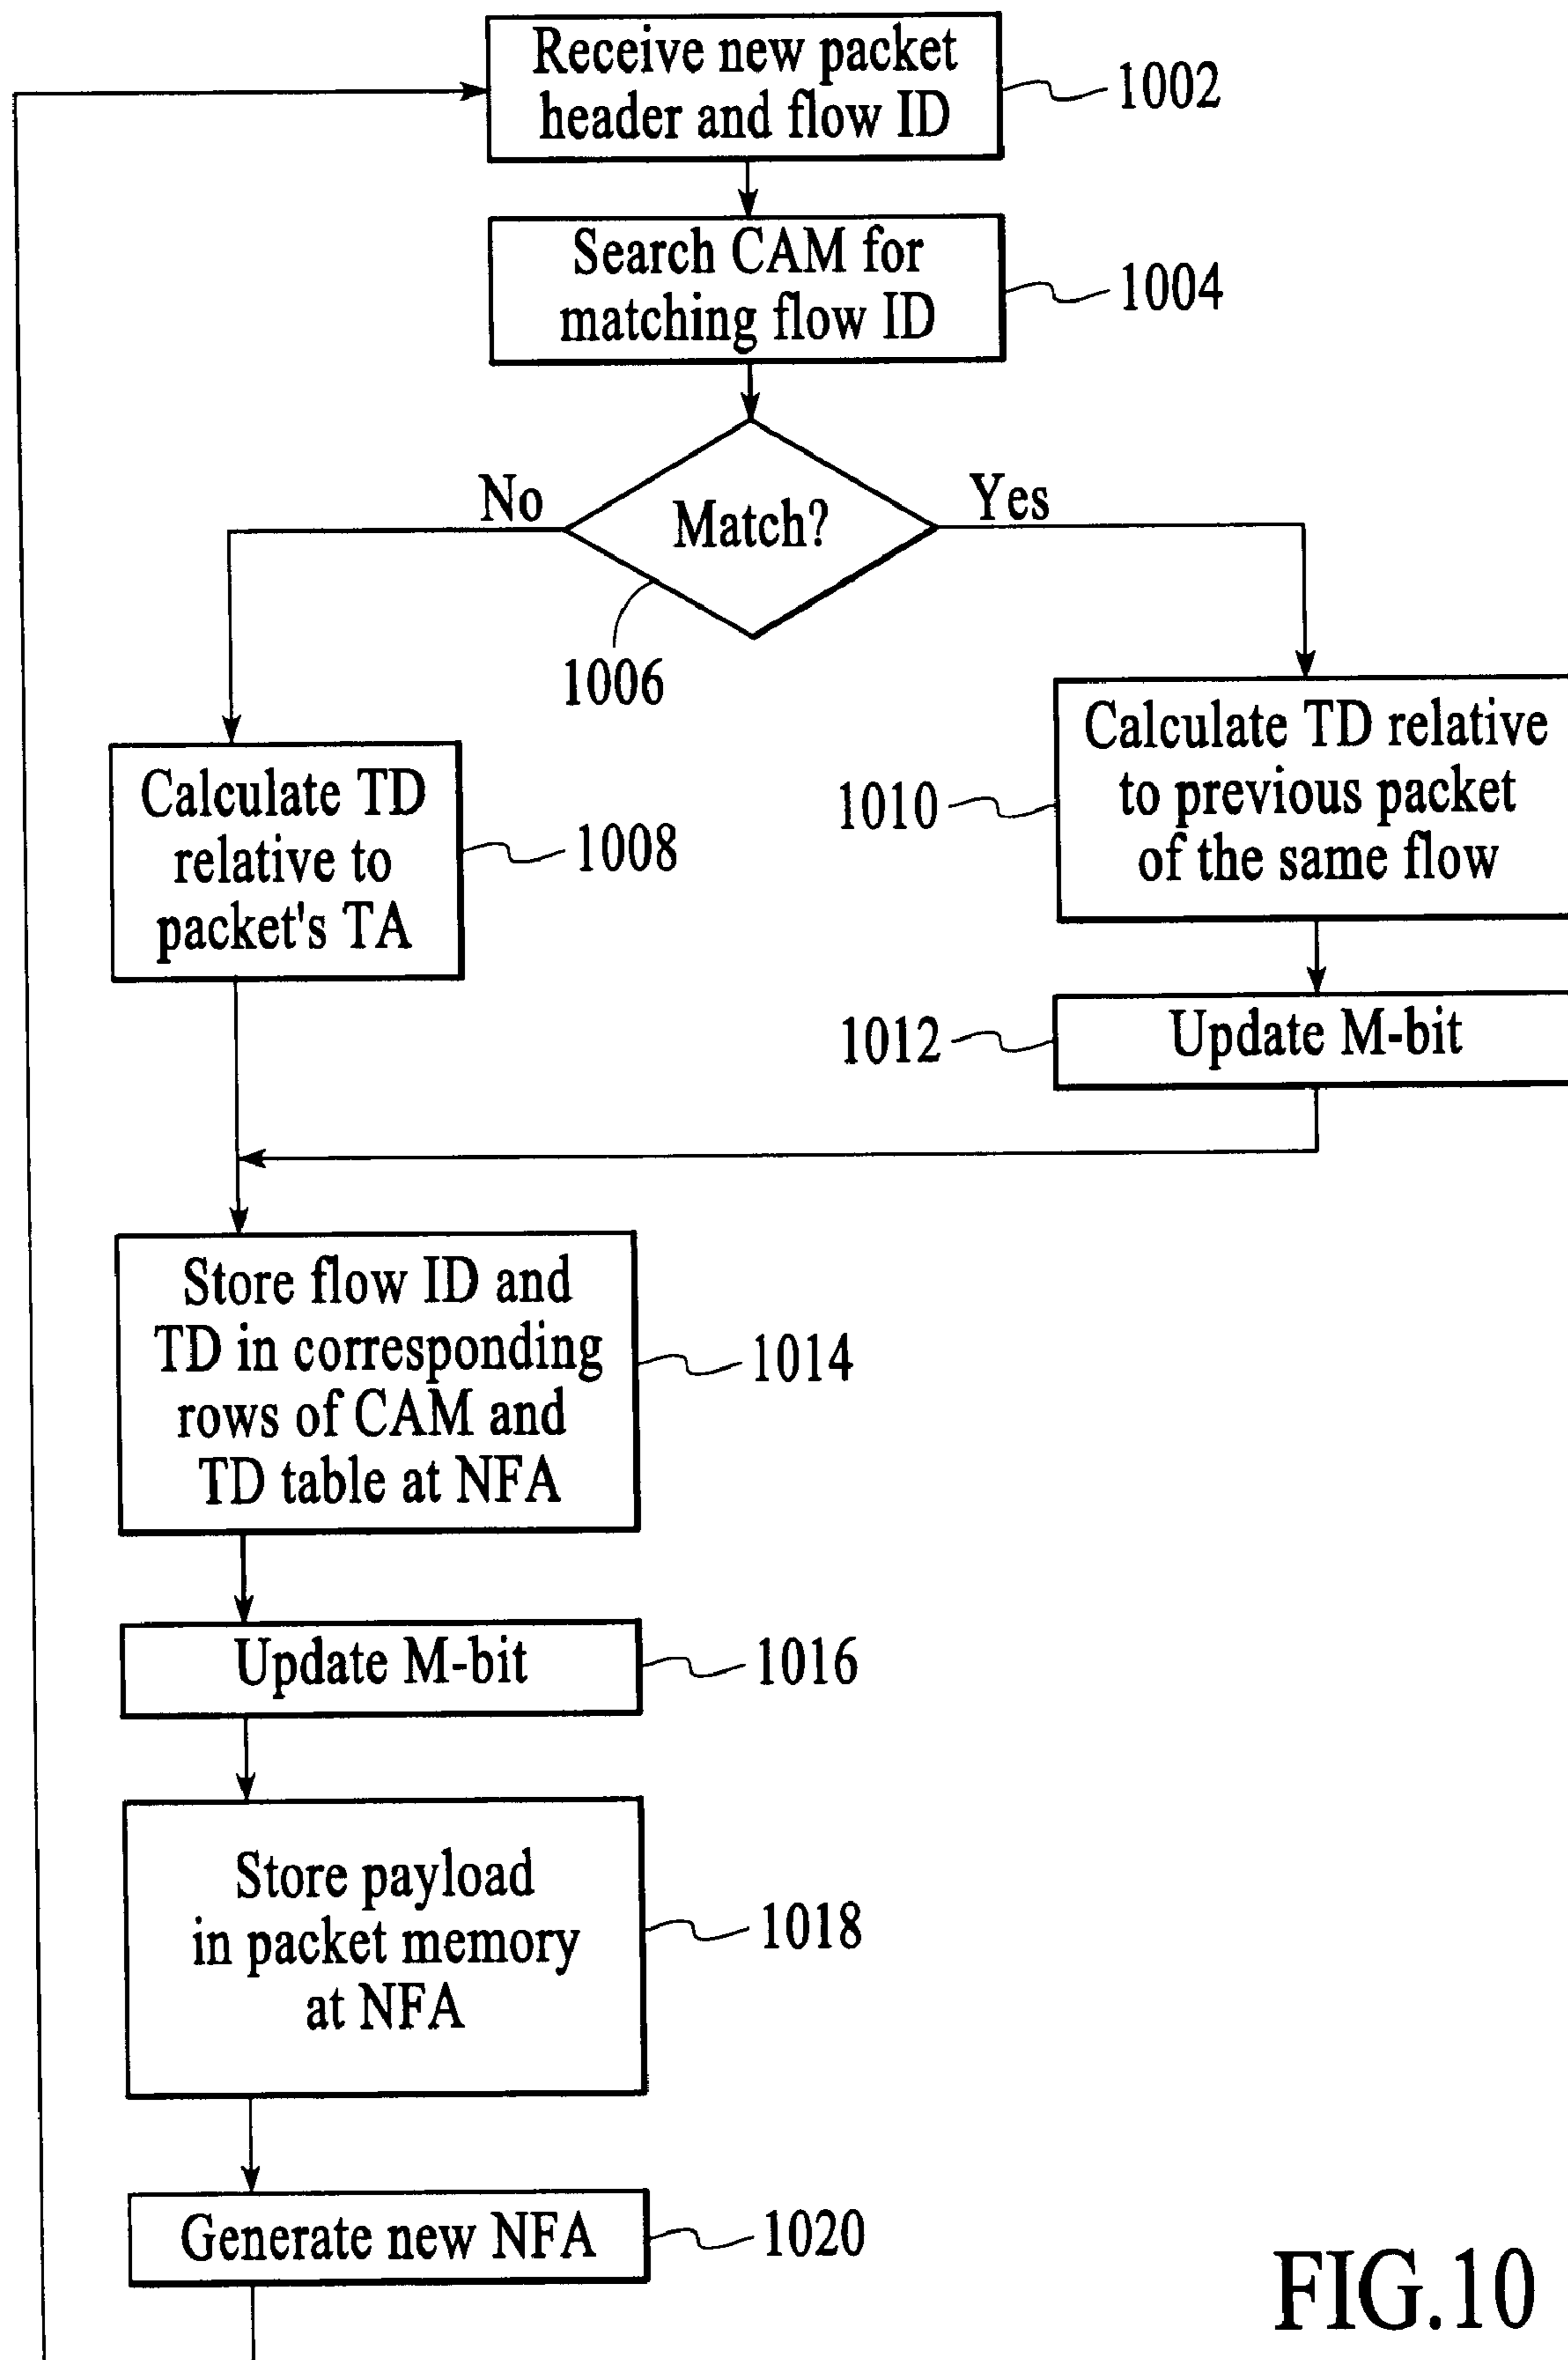 Receive new packet
header and flow ID
1002
Search CAM for
matching flow ID
1004
No
Match?
Yes
1006
Calculate TD
relative to
packet's TA
1008
Calculate TD relative
to previous packet
of the same flow
1010
Update M-bit
1012
Store flow ID and
TD in corresponding
rows of CAM and
TD table at NFA
1014
Update M-bit
1016
Store payload
in packet memory
at NFA
1018
Generate new NFA
1020
FIG.10